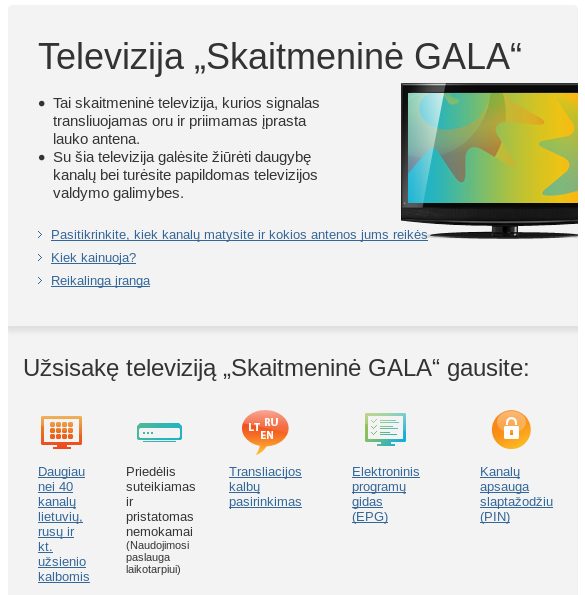 Televizija „Skaitmeninė GALA“
Tai skaitmeninė televizija, kurios signalas
transliuojamas oru ir priimamas įprasta
lauko antena.
Su šia televizija galėsite žiūrėti daugybę
kanalų bei turėsite papildomas televizijos
valdymo galimybes.
Pasitikrinkite, kiek kanalų matysite ir kokios antenos jums reikės
Kiek kainuoja?
Reikalinga įranga
Užsisakę televiziją „Skaitmeninė GALA“ gausite:
Daugiau
nei 40
kanalų
lietuvių,
rusų ir
kt.
užsienio
kalbomis
Priedėlis
suteikiamas
ir
pristatomas
nemokamai
(Naudojimosi
paslauga
laikotarpiui)
LT RU
EN
Transliacijos
kalbų
pasirinkimas
Elektroninis
programų
gidas
(EPG)
Kanalų
apsauga
slaptažodžiu
(PIN)